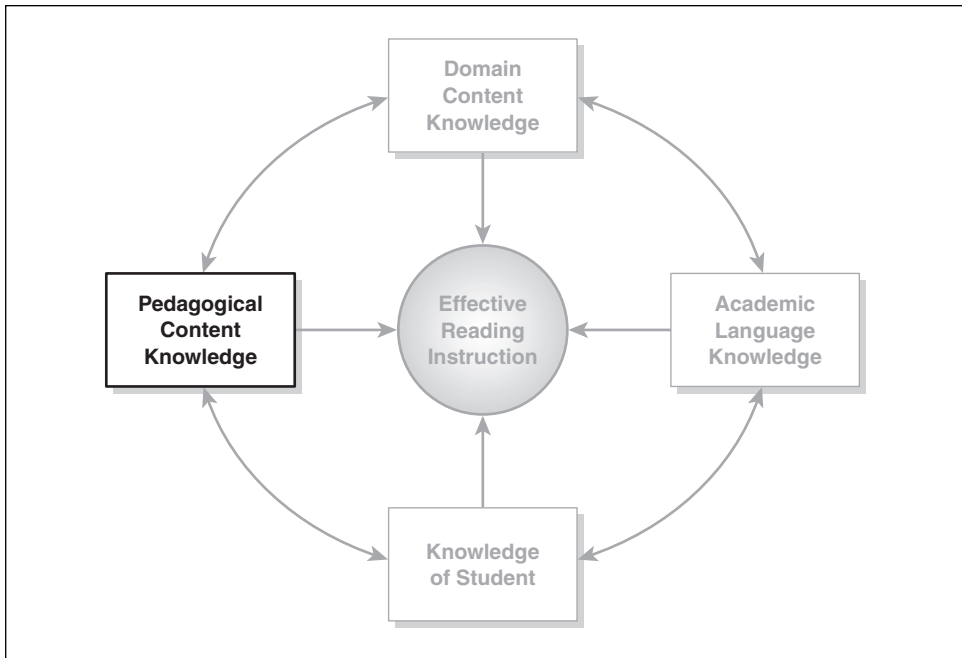 Domain
Content
Knowledge
Pedagogical
Content
Knowledge
Effective
Reading
Instruction
Academic
Language
Knowledge
Knowledge
of Student